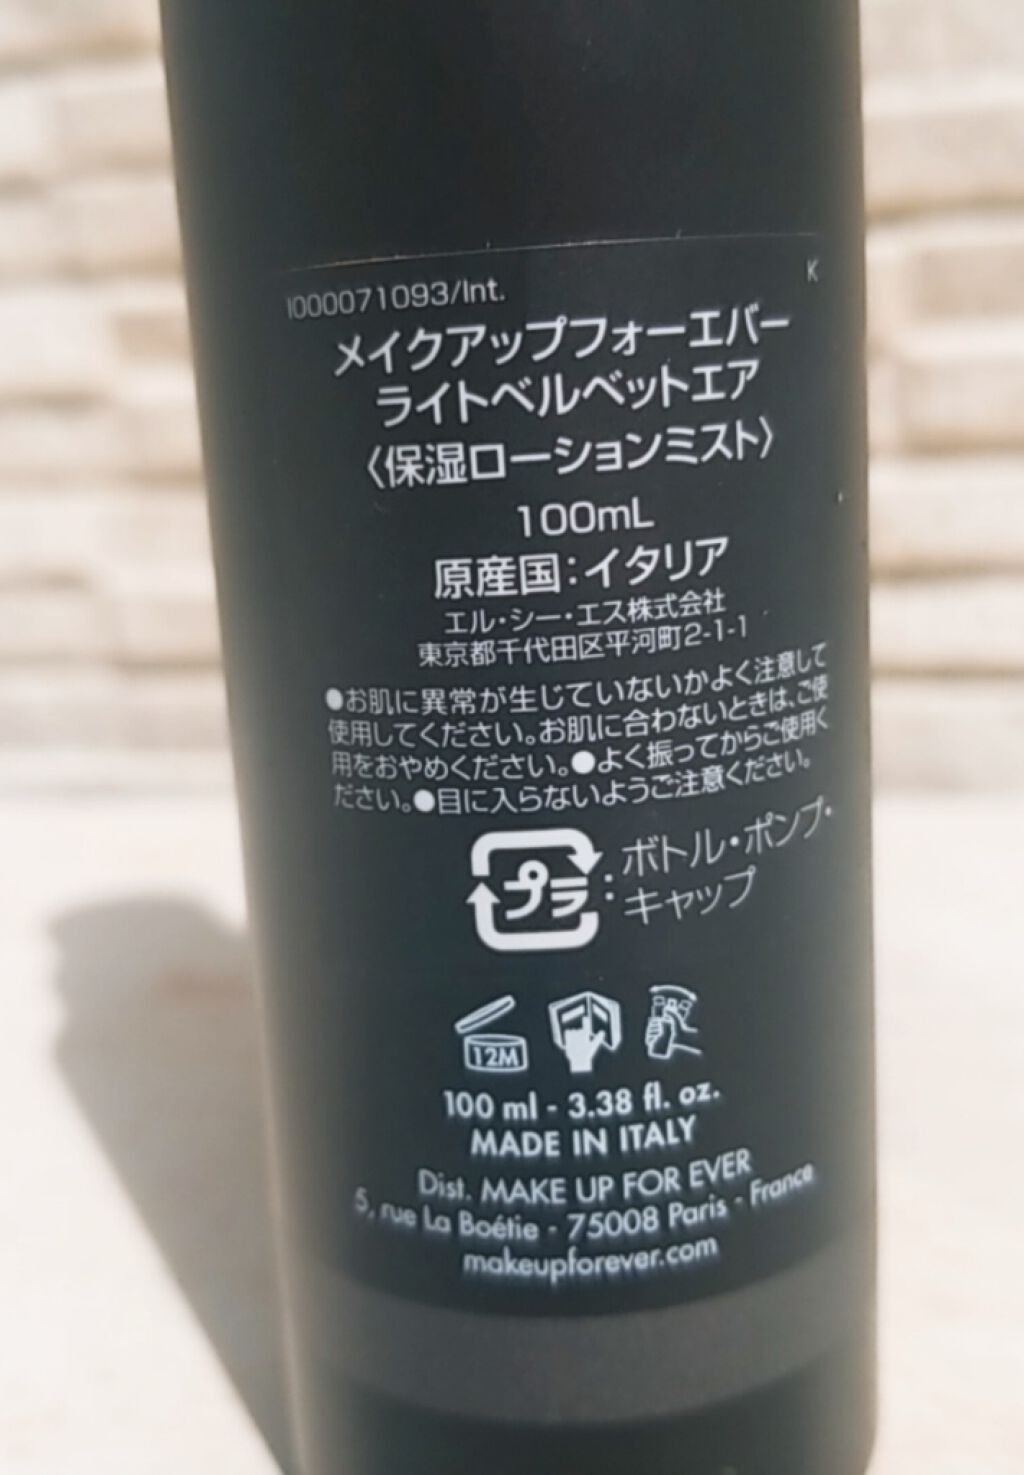 I000071093/Int.
K
メイクアップフォーエバー
ライトベルベットエア
〈保湿ローションミスト〉
100mL
原産国：イタリア
エル・シー・エス株式会社
東京都千代田区平河町2-1-1
●お肌に異常が生じていないかよく注意して
使用してください。お肌に合わないときは、ご使
用をおやめください。●よく振ってからご使用く
ださい。●目に入らないようご注意ください。
プラ：ボトル・ポンプ・
キャップ
12M
100 ml - 3.38 fl. oz.
MADE IN ITALY
Dist. MAKE UP FOR EVER
5, rue La Boétie - 75008 Paris - France
makeupforever.com